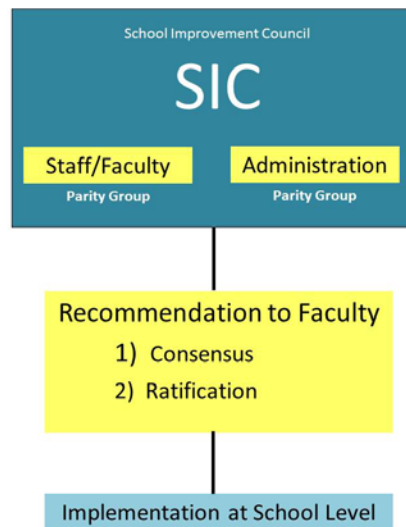 School Improvement Council
SIC
Staff/Faculty Administration
Parity Group Parity Group
Recommendation to Faculty
1) Consensus
2) Ratification
Implementation at School Level